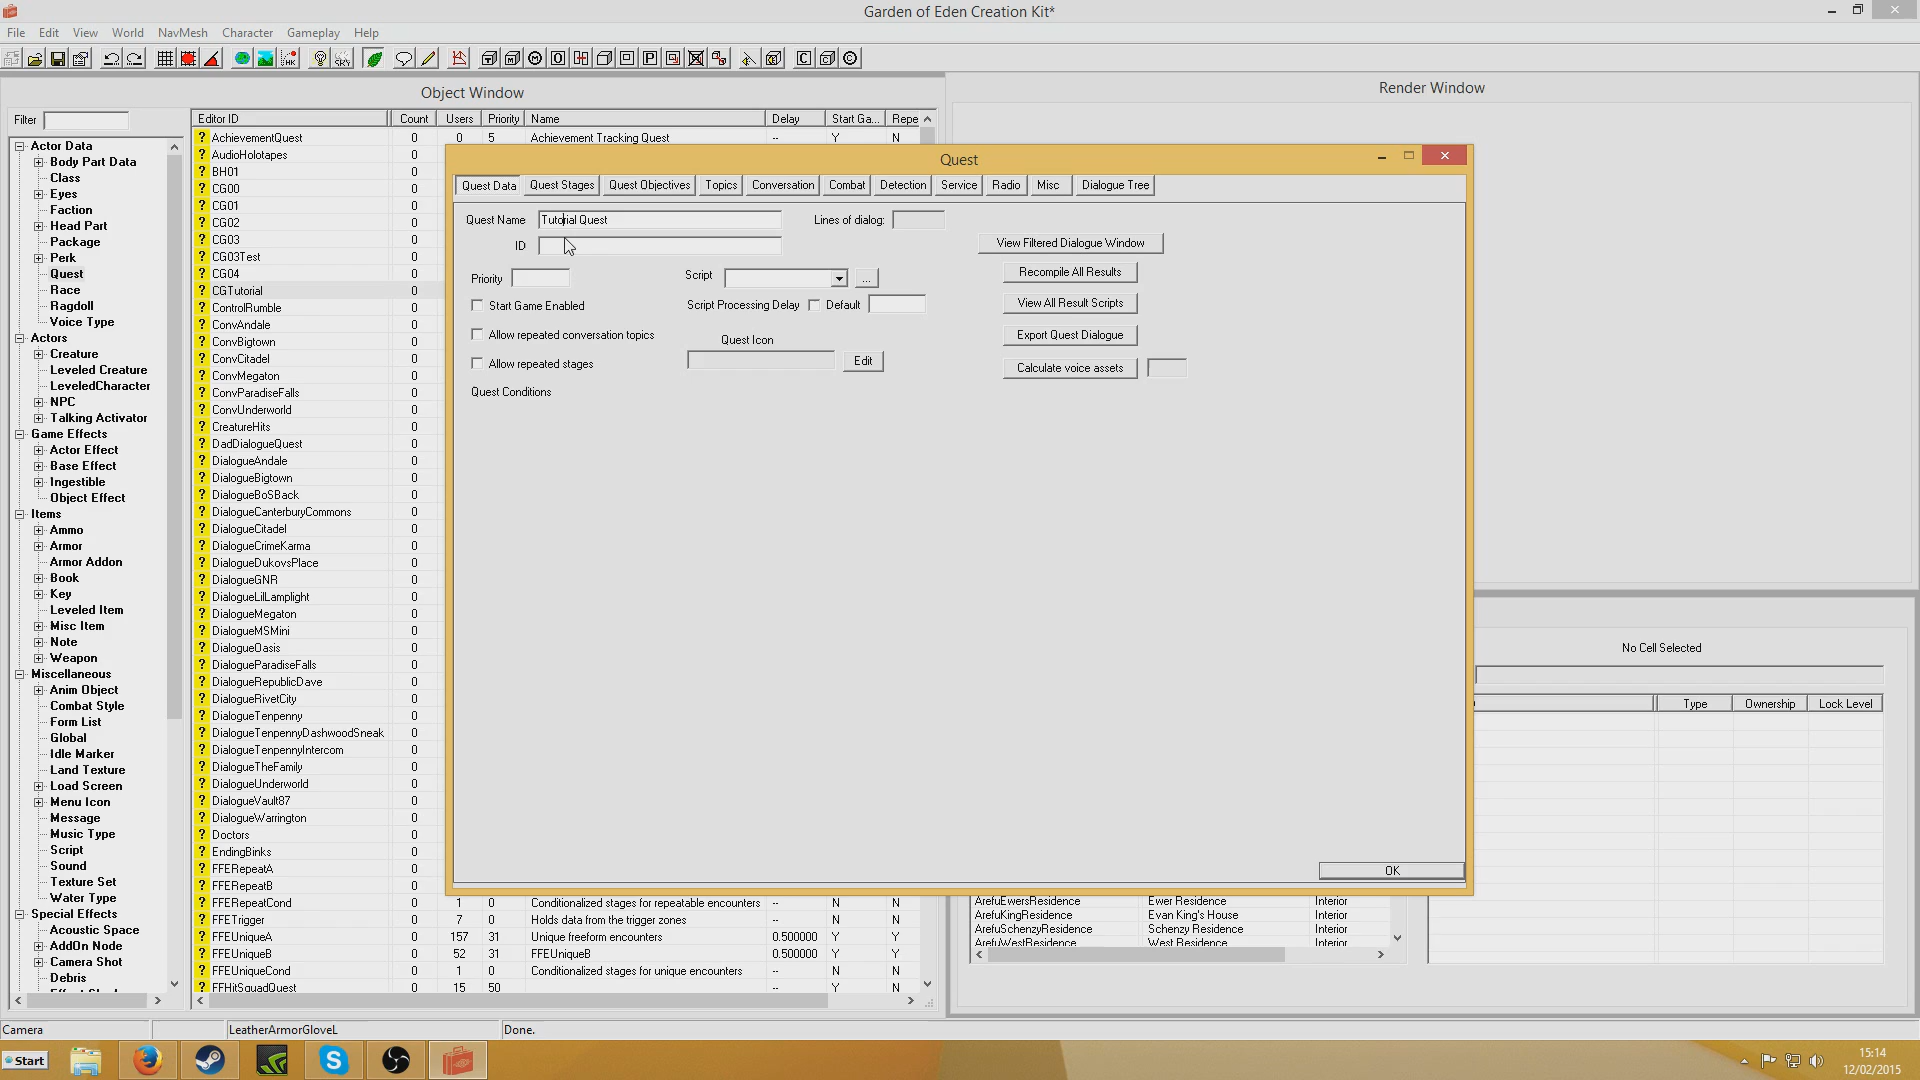 Garden of Eden Creation Kit*
File Edit View World NavMesh Character Gameplay Help
Object Window
Render Window
Filter
Editor ID Count Users Priority Name Delay Start Ga... Repe
Actor Data
Body Part Data
Class
Eyes
Faction
Head Part
Package
Perk
Quest
Race
Ragdoll
Voice Type
Actors
Creature
Leveled Creature
LeveledCharacter
NPC
Talking Activator
Game Effects
Actor Effect
Base Effect
Ingestible
Object Effect
Items
Ammo
Armor
Armor Addon
Book
Key
Leveled Item
Misc Item
Note
Weapon
Miscellaneous
Anim Object
Combat Style
Form List
Global
Idle Marker
Land Texture
Load Screen
Menu Icon
Message
Music Type
Script
Sound
Texture Set
Water Type
Special Effects
Acoustic Space
AddOn Node
Camera Shot
Debris
AchievementQuest 0 0 5 Achievement Tracking Quest -- Y N
AudioHolotapes 0
BH01 0
CG00 0
CG01 0
CG02 0
CG03 0
CG03Test 0
CG04 0
CGTutorial 0
ControlRumble 0
ConvAndale 0
ConvBigtown 0
ConvCitadel 0
ConvMegaton 0
ConvParadiseFalls 0
ConvUnderworld 0
CreatureHits 0
DadDialogueQuest 0
DialogueAndale 0
DialogueBigtown 0
DialogueBoSBack 0
DialogueCanterburyCommons 0
DialogueCitadel 0
DialogueCrimeKarma 0
DialogueDukovsPlace 0
DialogueGNR 0
DialogueLilLamplight 0
DialogueMegaton 0
DialogueMSMini 0
DialogueOasis 0
DialogueParadiseFalls 0
DialogueRepublicDave 0
DialogueRivetCity 0
DialogueTenpenny 0
DialogueTenpennyDashwoodSneak 0
DialogueTenpennyIntercom 0
DialogueTheFamily 0
DialogueUnderworld 0
DialogueVault87 0
DialogueWarrington 0
Doctors 0
EndingBinks 0
FFERepeatA 0
FFERepeatB 0
FFERepeatCond 0 1 0 Conditionalized stages for repeatable encounters -- N N
FFETrigger 0 7 0 Holds data from the trigger zones -- N N
FFEUniqueA 0 157 31 Unique freeform encounters 0.500000 Y Y
FFEUniqueB 0 52 31 FFEUniqueB 0.500000 Y Y
FFEUniqueCond 0 1 0 Conditionalized stages for unique encounters -- N N
FFHitSquadQuest 0 15 50 -- Y N
Quest
Quest Data Quest Stages Quest Objectives Topics Conversation Combat Detection Service Radio Misc Dialogue Tree
Quest Name Tutorial Quest Lines of dialog:
ID
View Filtered Dialogue Window
Priority Script ... Recompile All Results
Start Game Enabled Script Processing Delay Default View All Result Scripts
Allow repeated conversation topics Quest Icon Export Quest Dialogue
Allow repeated stages Edit Calculate voice assets
Quest Conditions
OK
No Cell Selected
Type Ownership Lock Level
ArefuEwersResidence Ewer Residence Interior
ArefuKingResidence Evan King's House Interior
ArefuSchenzyResidence Schenzy Residence Interior
ArefuWestResidence West Residence Interior
Camera LeatherArmorGloveL Done.
Start
15:14
12/02/2015